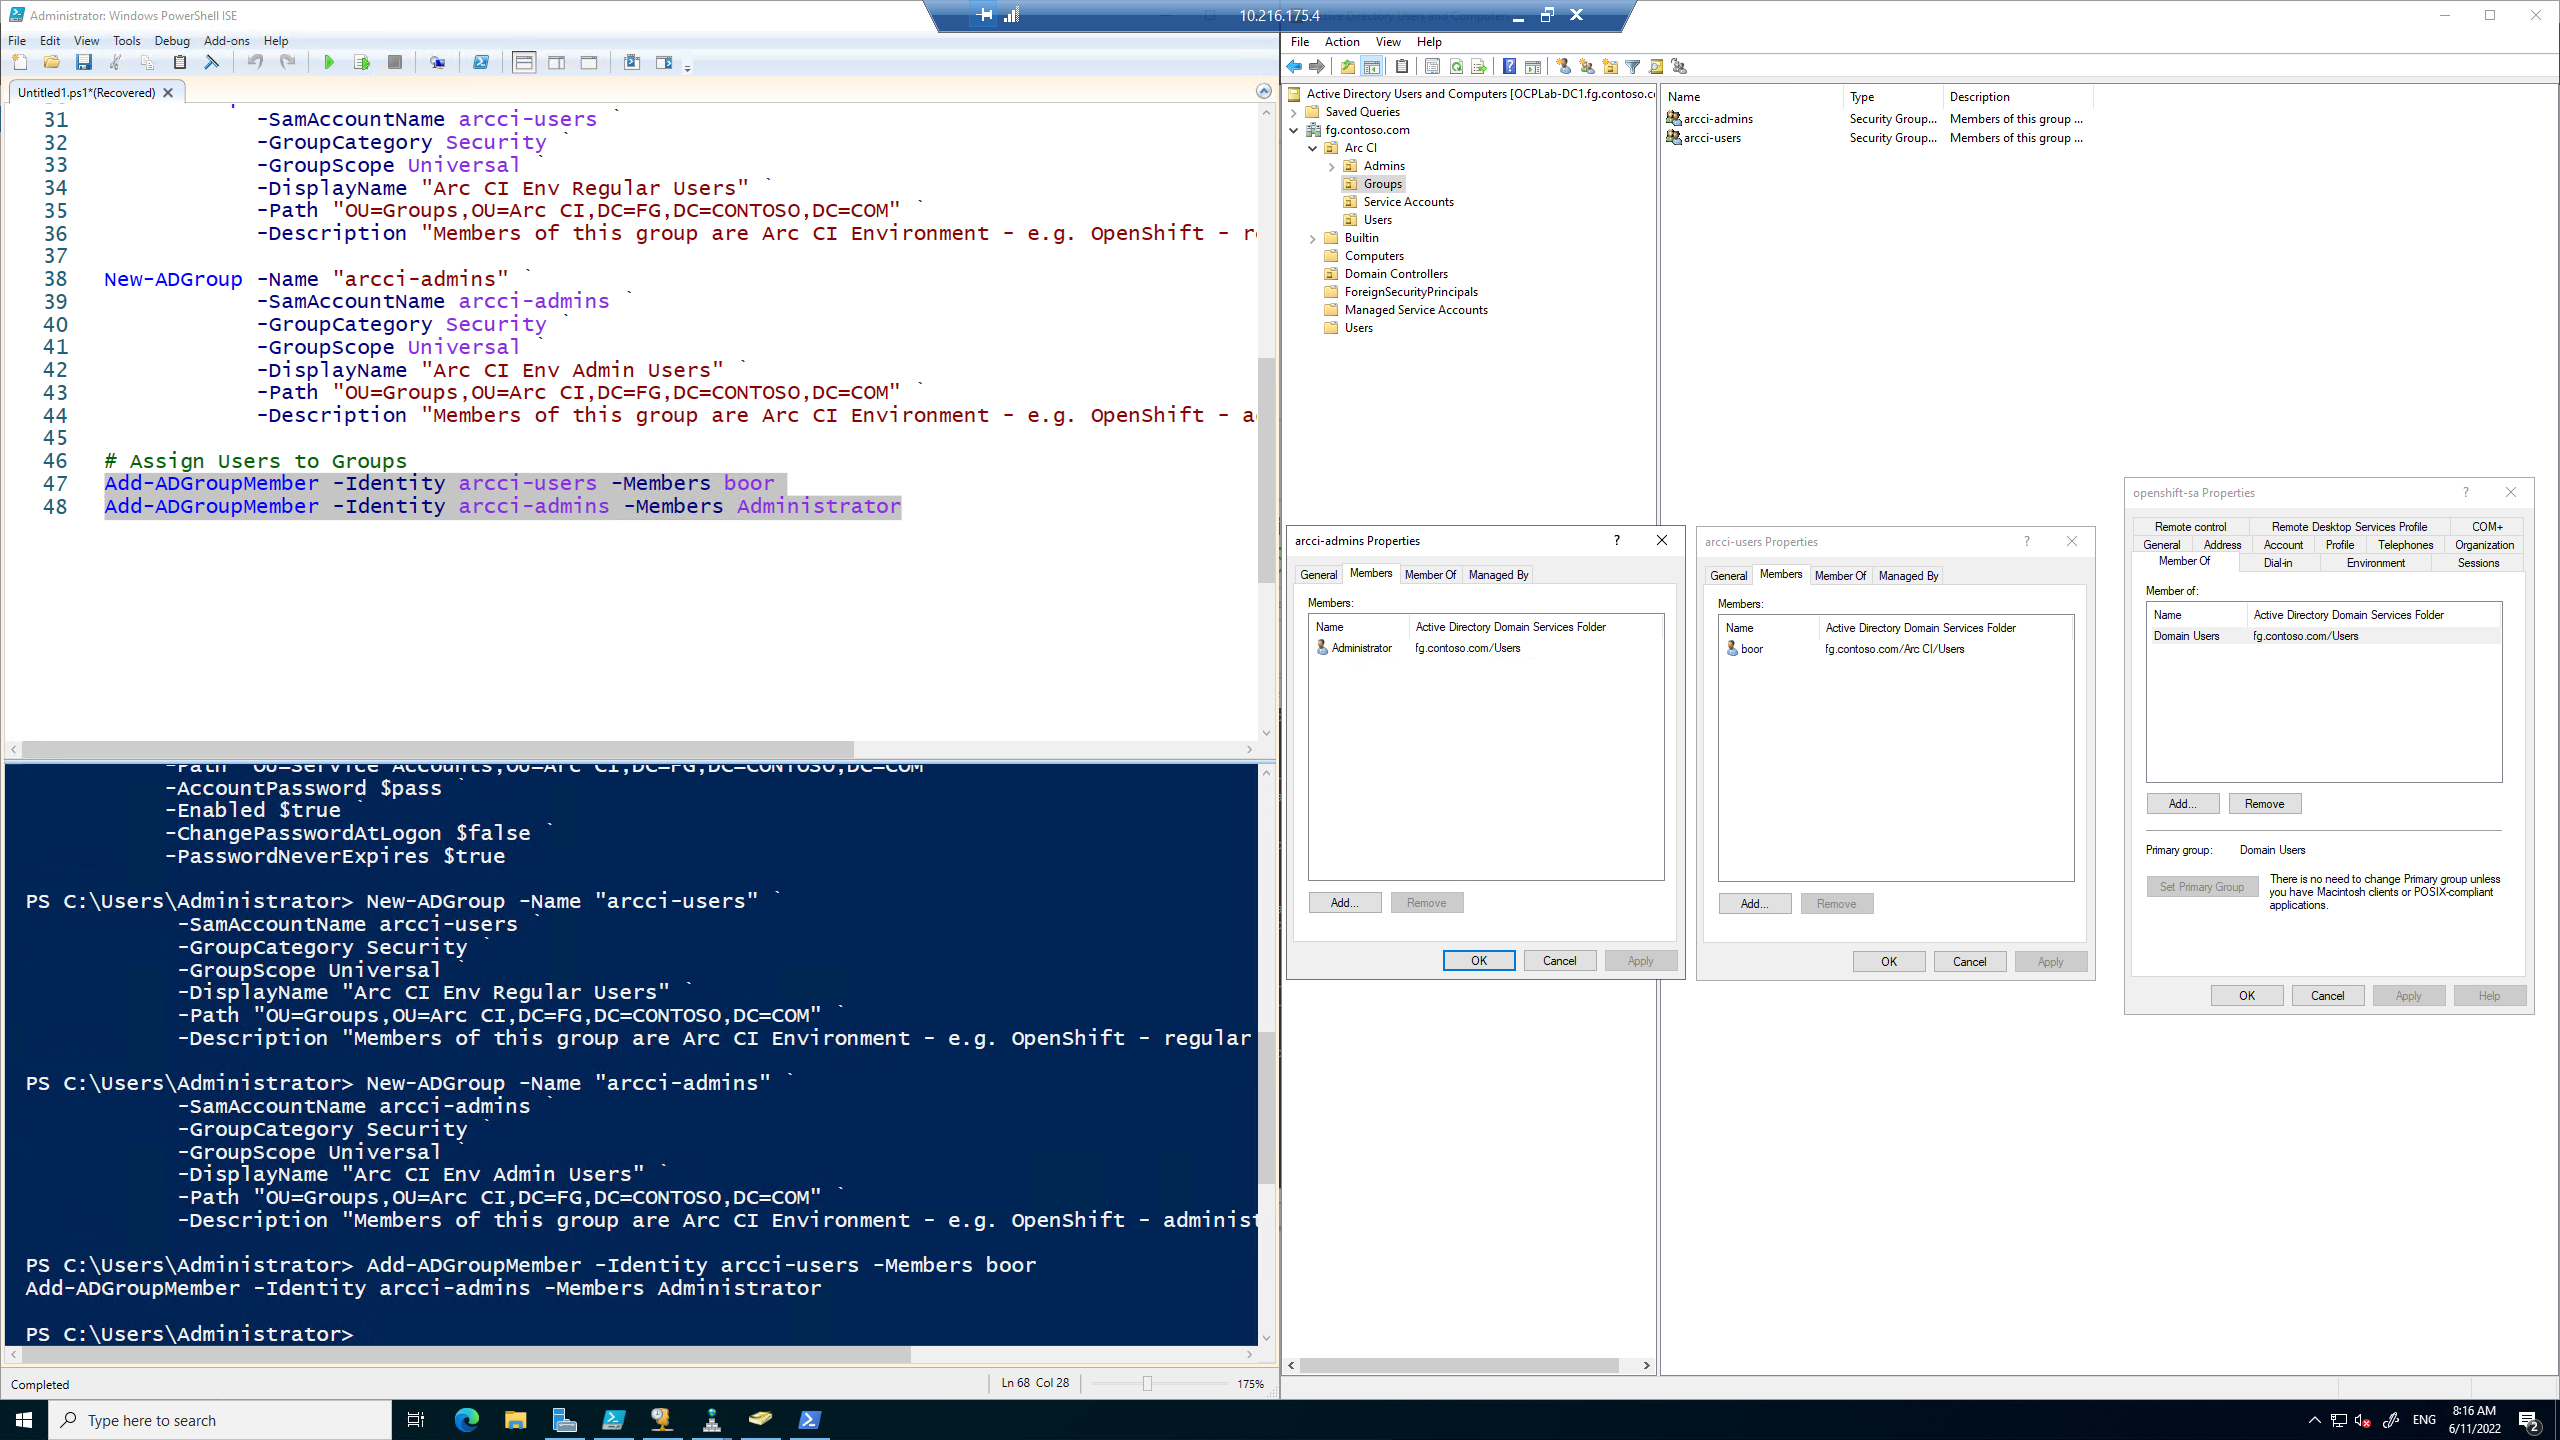 Administrator: Windows PowerShell ISE
File Edit View Tools Debug Add-ons Help
Untitled1.ps1*(Recovered)
31 -SamAccountName arcci-users `
32 -GroupCategory Security `
33 -GroupScope Universal `
34 -DisplayName "Arc CI Env Regular Users" `
35 -Path "OU=Groups,OU=Arc CI,DC=FG,DC=CONTOSO,DC=COM" `
36 -Description "Members of this group are Arc CI Environment - e.g. OpenShift - r
37
38 New-ADGroup -Name "arcci-admins" `
39 -SamAccountName arcci-admins `
40 -GroupCategory Security `
41 -GroupScope Universal `
42 -DisplayName "Arc CI Env Admin Users" `
43 -Path "OU=Groups,OU=Arc CI,DC=FG,DC=CONTOSO,DC=COM" `
44 -Description "Members of this group are Arc CI Environment - e.g. OpenShift - a
45
46 # Assign Users to Groups
47 Add-ADGroupMember -Identity arcci-users -Members boor
48 Add-ADGroupMember -Identity arcci-admins -Members Administrator
-Path "OU=Service Accounts,OU=Arc CI,DC=FG,DC=CONTOSO,DC=COM
-AccountPassword $pass `
-Enabled $true `
-ChangePasswordAtLogon $false `
-PasswordNeverExpires $true
PS C:\Users\Administrator> New-ADGroup -Name "arcci-users" `
-SamAccountName arcci-users `
-GroupCategory Security `
-GroupScope Universal `
-DisplayName "Arc CI Env Regular Users" `
-Path "OU=Groups,OU=Arc CI,DC=FG,DC=CONTOSO,DC=COM" `
-Description "Members of this group are Arc CI Environment - e.g. OpenShift - regular
PS C:\Users\Administrator> New-ADGroup -Name "arcci-admins" `
-SamAccountName arcci-admins `
-GroupCategory Security `
-GroupScope Universal `
-DisplayName "Arc CI Env Admin Users" `
-Path "OU=Groups,OU=Arc CI,DC=FG,DC=CONTOSO,DC=COM" `
-Description "Members of this group are Arc CI Environment - e.g. OpenShift - administ
PS C:\Users\Administrator> Add-ADGroupMember -Identity arcci-users -Members boor
Add-ADGroupMember -Identity arcci-admins -Members Administrator
PS C:\Users\Administrator>
Completed
Ln 68 Col 28
175%
10.216.175.4
File Action View Help
Active Directory Users and Computers [OCPLab-DC1.fg.contoso.c
Saved Queries
fg.contoso.com
Arc CI
Admins
Groups
Service Accounts
Users
Builtin
Computers
Domain Controllers
ForeignSecurityPrincipals
Managed Service Accounts
Users
Name Type Description
arcci-admins Security Group... Members of this group ...
arcci-users Security Group... Members of this group ...
arcci-admins Properties
General Members Member Of Managed By
Members:
Name Active Directory Domain Services Folder
Administrator fg.contoso.com/Users
Add... Remove
OK Cancel Apply
arcci-users Properties
General Members Member Of Managed By
Members:
Name Active Directory Domain Services Folder
boor fg.contoso.com/Arc CI/Users
Add... Remove
OK Cancel Apply
openshift-sa Properties
Remote control Remote Desktop Services Profile COM+
General Address Account Profile Telephones Organization
Member Of Dial-in Environment Sessions
Member of:
Name Active Directory Domain Services Folder
Domain Users fg.contoso.com/Users
Add... Remove
Primary group: Domain Users
Set Primary Group
There is no need to change Primary group unless
you have Macintosh clients or POSIX-compliant
applications.
OK Cancel Apply Help
Type here to search
ENG
8:16 AM
6/11/2022
2